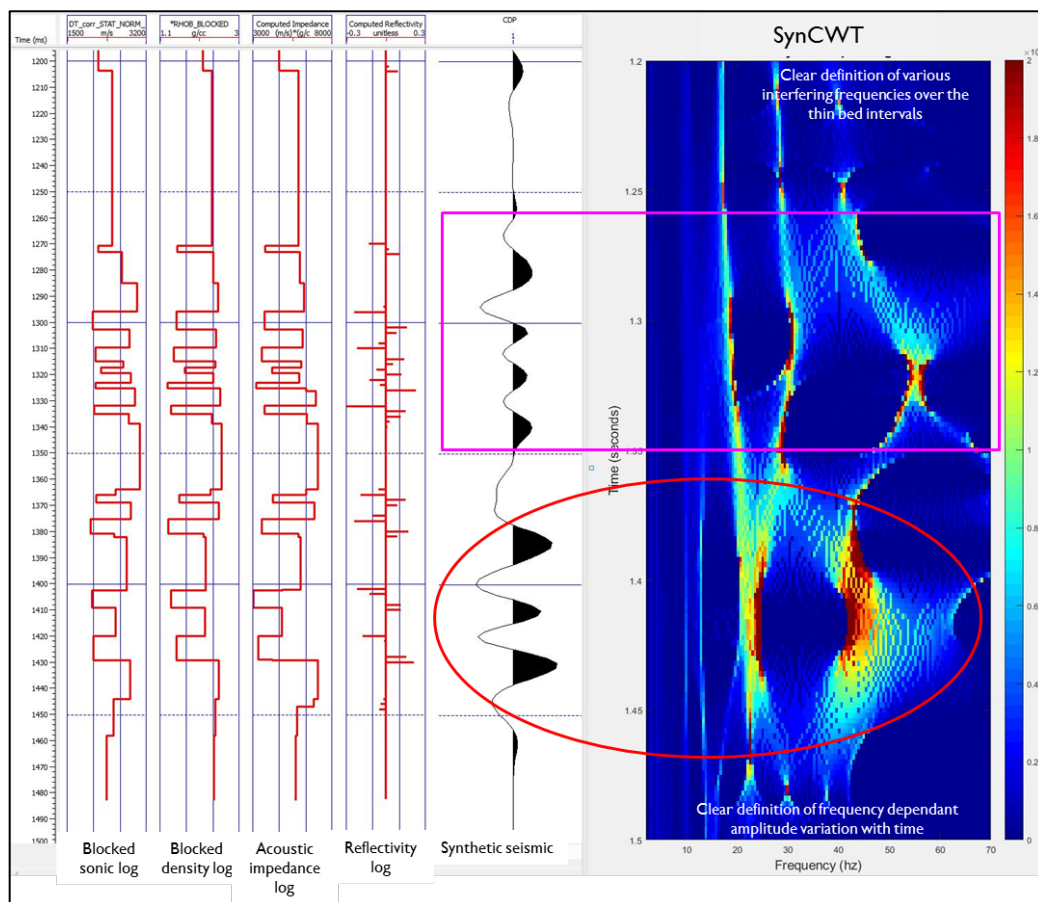 DT_corr_STAT_NORM_
1500 m/s 3200
*RHOB_BLOCKED
1.1 g/cc 3
Computed Impedance
3000 (m/s)*(g/c 8000
Computed Reflectivity
-0.3 unitless 0.3
CDP
1
Time (ms)
1200
1210
1220
1230
1240
1250
1260
1270
1280
1290
1300
1310
1320
1330
1340
1350
1360
1370
1380
1390
1400
1410
1420
1430
1440
1450
1460
1470
1480
1490
1500
Blocked
sonic log
Blocked
density log
Acoustic
impedance
log
Reflectivity
log
Synthetic seismic
SynCWT
Clear definition of various
interfering frequencies over the
thin bed intervals
1.2
1.25
1.3
1.35
1.4
1.45
1.5
Time (seconds)
Clear definition of frequency dependant
amplitude variation with time
10
20
30
40
50
60
70
Frequency (hz)
2
1.8
1.6
1.4
1.2
1
0.8
0.6
0.4
0.2
0